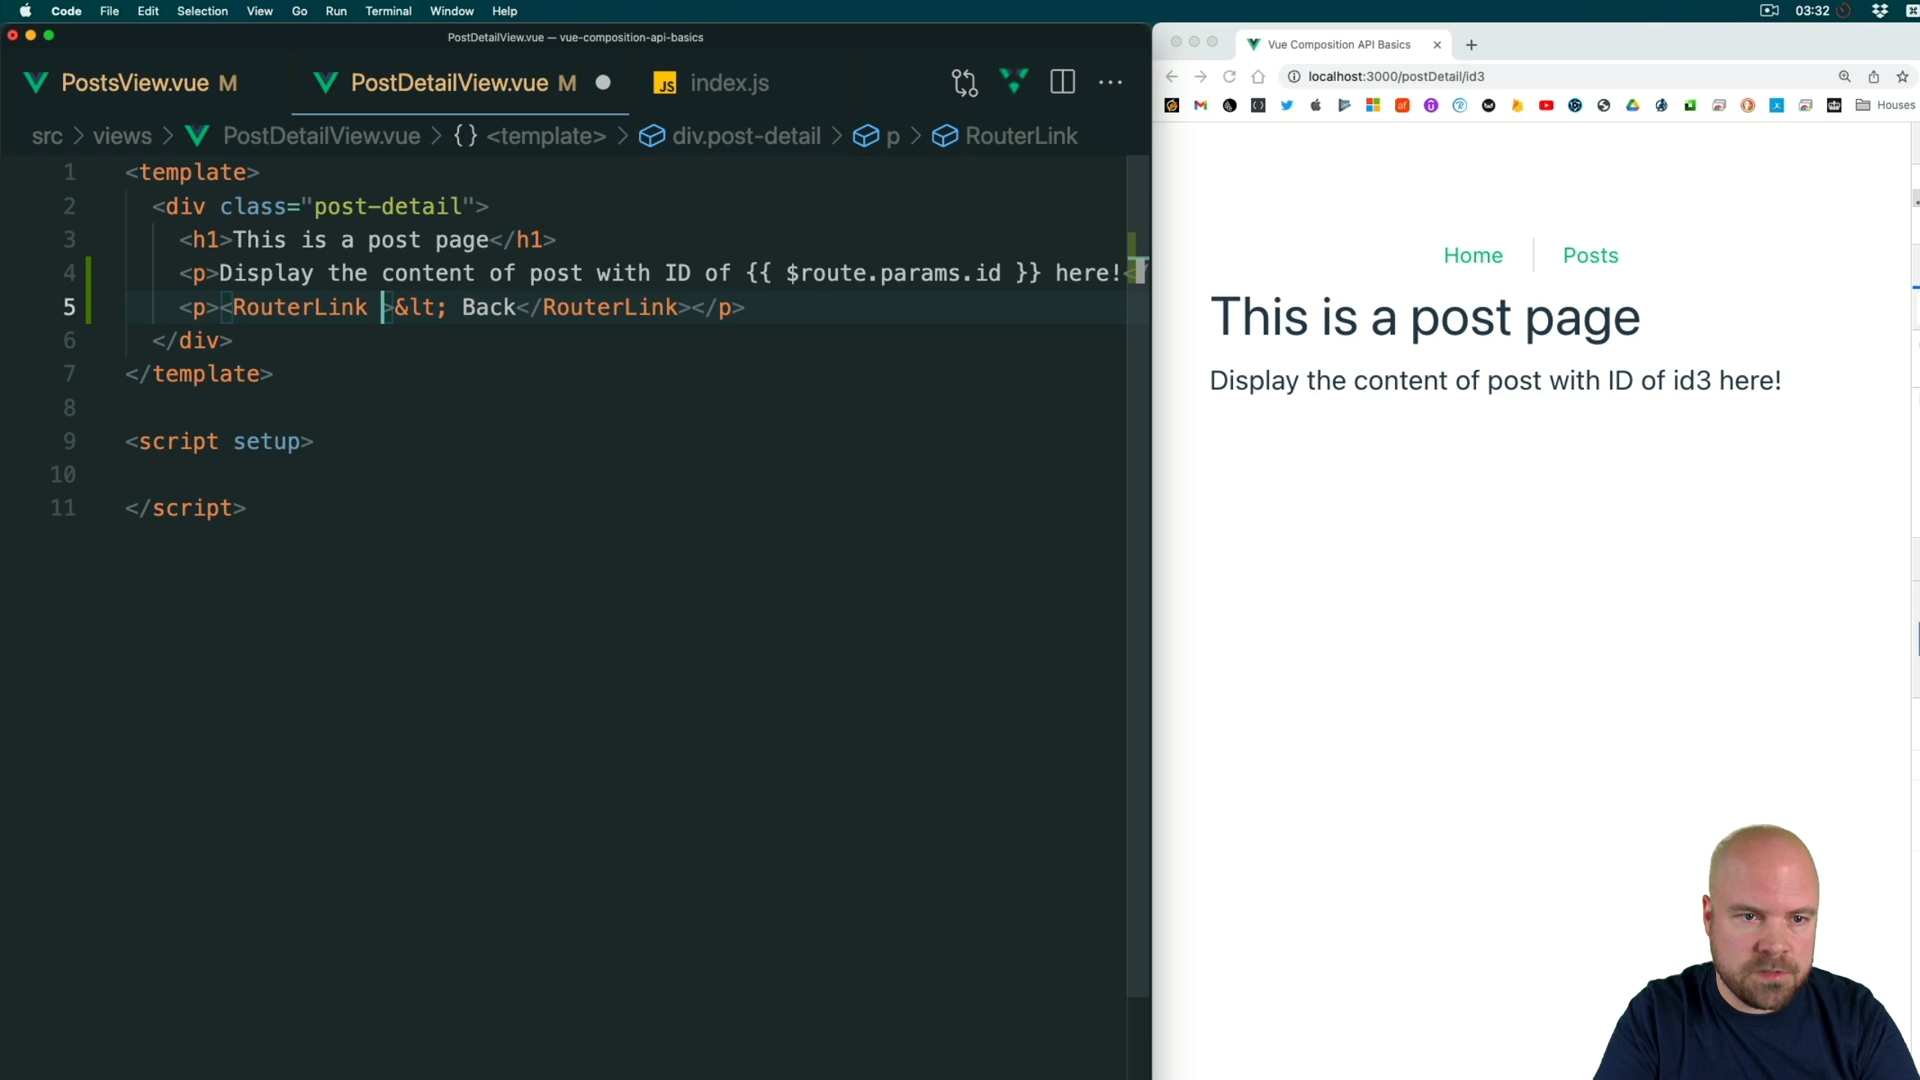 Code File Edit Selection View Go Run Terminal Window Help 03:32
PostDetailView.vue — vue-composition-api-basics
PostsView.vue M PostDetailView.vue M JS index.js
src > views > PostDetailView.vue > {} <template> > div.post-detail > p > RouterLink
1 <template>
2 <div class="post-detail">
3 <h1>This is a post page</h1>
4 <p>Display the content of post with ID of {{ $route.params.id }} here!<
5 <p><RouterLink >&lt; Back</RouterLink></p>
6 </div>
7 </template>
8
9 <script setup>
10
11 </script>
Vue Composition API Basics
localhost:3000/postDetail/id3
Houses
Home Posts
This is a post page
Display the content of post with ID of id3 here!